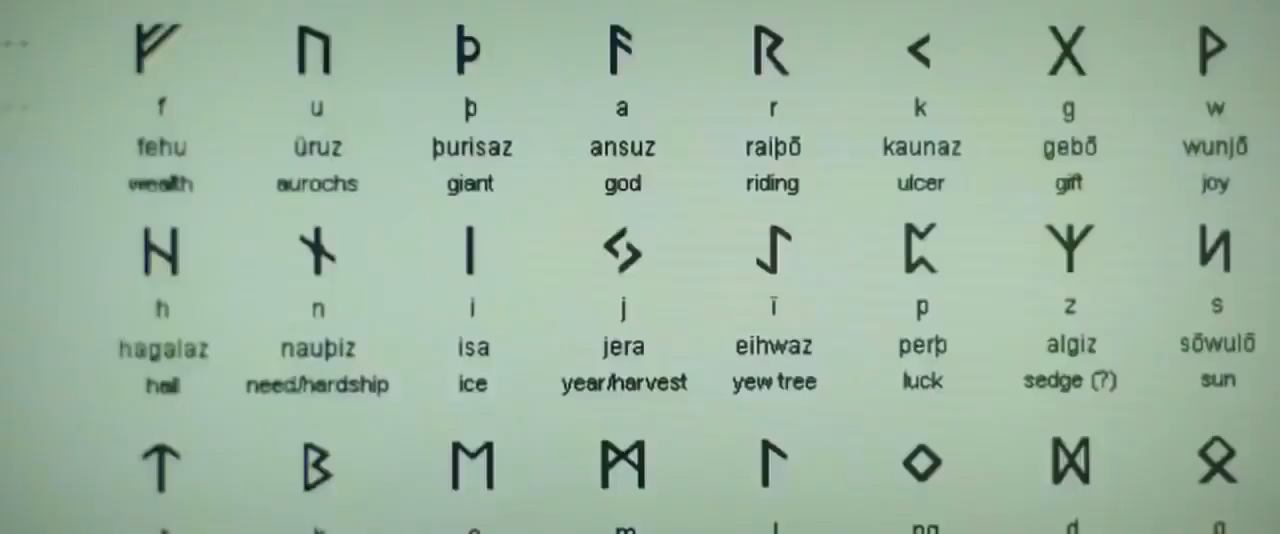 ᚠ ᚢ ᚦ ᚨ ᚱ ᚲ ᚷ ᚹ
f u þ a r k g w
fehu ūruz þurisaz ansuz raiþō kaunaz gebō wunjō
wealth aurochs giant god riding ulcer gift joy
ᚺ ᚾ ᛁ ᛃ ᛇ ᛈ ᛉ ᛋ
h n i j ī p z s
hagalaz nauþiz isa jera eihwaz perþ algiz sōwulō
hail need/hardship ice year/harvest yew tree luck sedge (?) sun
ᛏ ᛒ ᛖ ᛗ ᛚ ᛜ ᛞ ᛟ
m l ng d